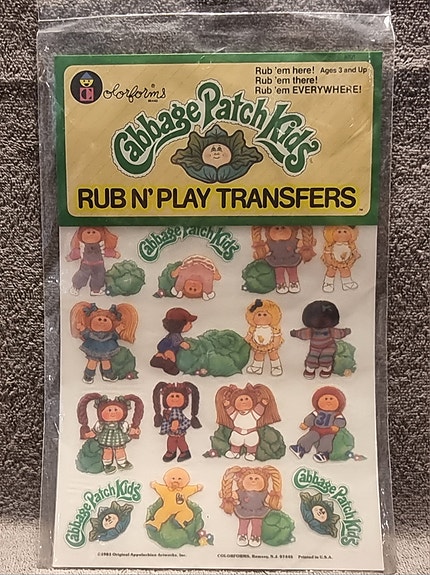 Colorforms
BRAND
Rub 'em here! Ages 3 and Up
Rub 'em there!
Rub 'em EVERYWHERE!
Cabbage Patch Kids
RUB N' PLAY TRANSFERS
Cabbage Patch Kids
31
Cabbage Patch Kids
Cabbage Patch Kids
©1984 Original Appalachian Artworks, Inc. COLORFORMS, Ramsey, N.J. 07446 Printed in U.S.A.